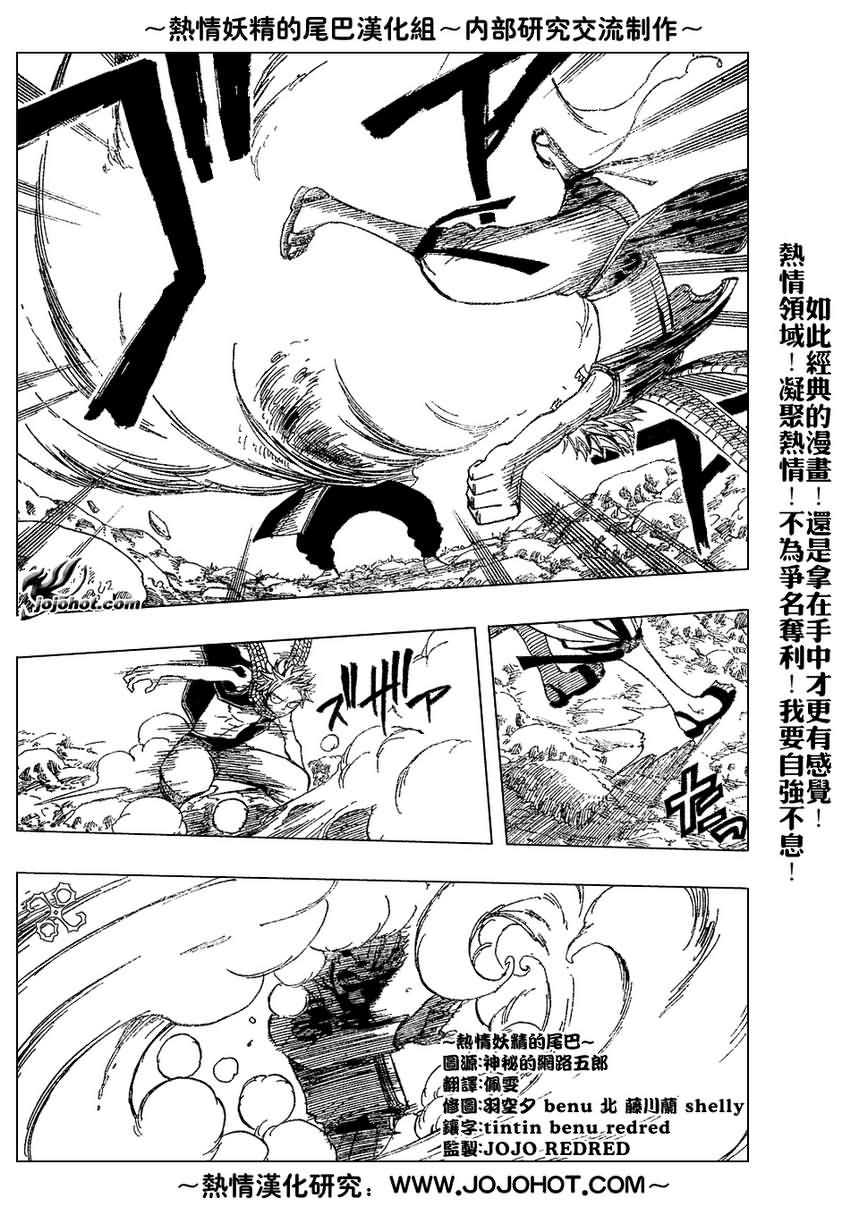 ～熱情妖精的尾巴漢化組～内部研究交流制作～
如此經典的漫畫！還是拿在手中才更有感覺！
熱情領域！凝聚熱情！不為爭名奪利！我要自強不息！
jojohot.com
ズザァ
～熱情妖精的尾巴～
圖源:神秘的網路五郎
翻譯:佩雯
修圖:羽空夕 benu 北 藤川蘭 shelly
鑲字:tintin benu redred
監製:JOJO REDRED
～熱情漢化研究：WWW.JOJOHOT.COM～